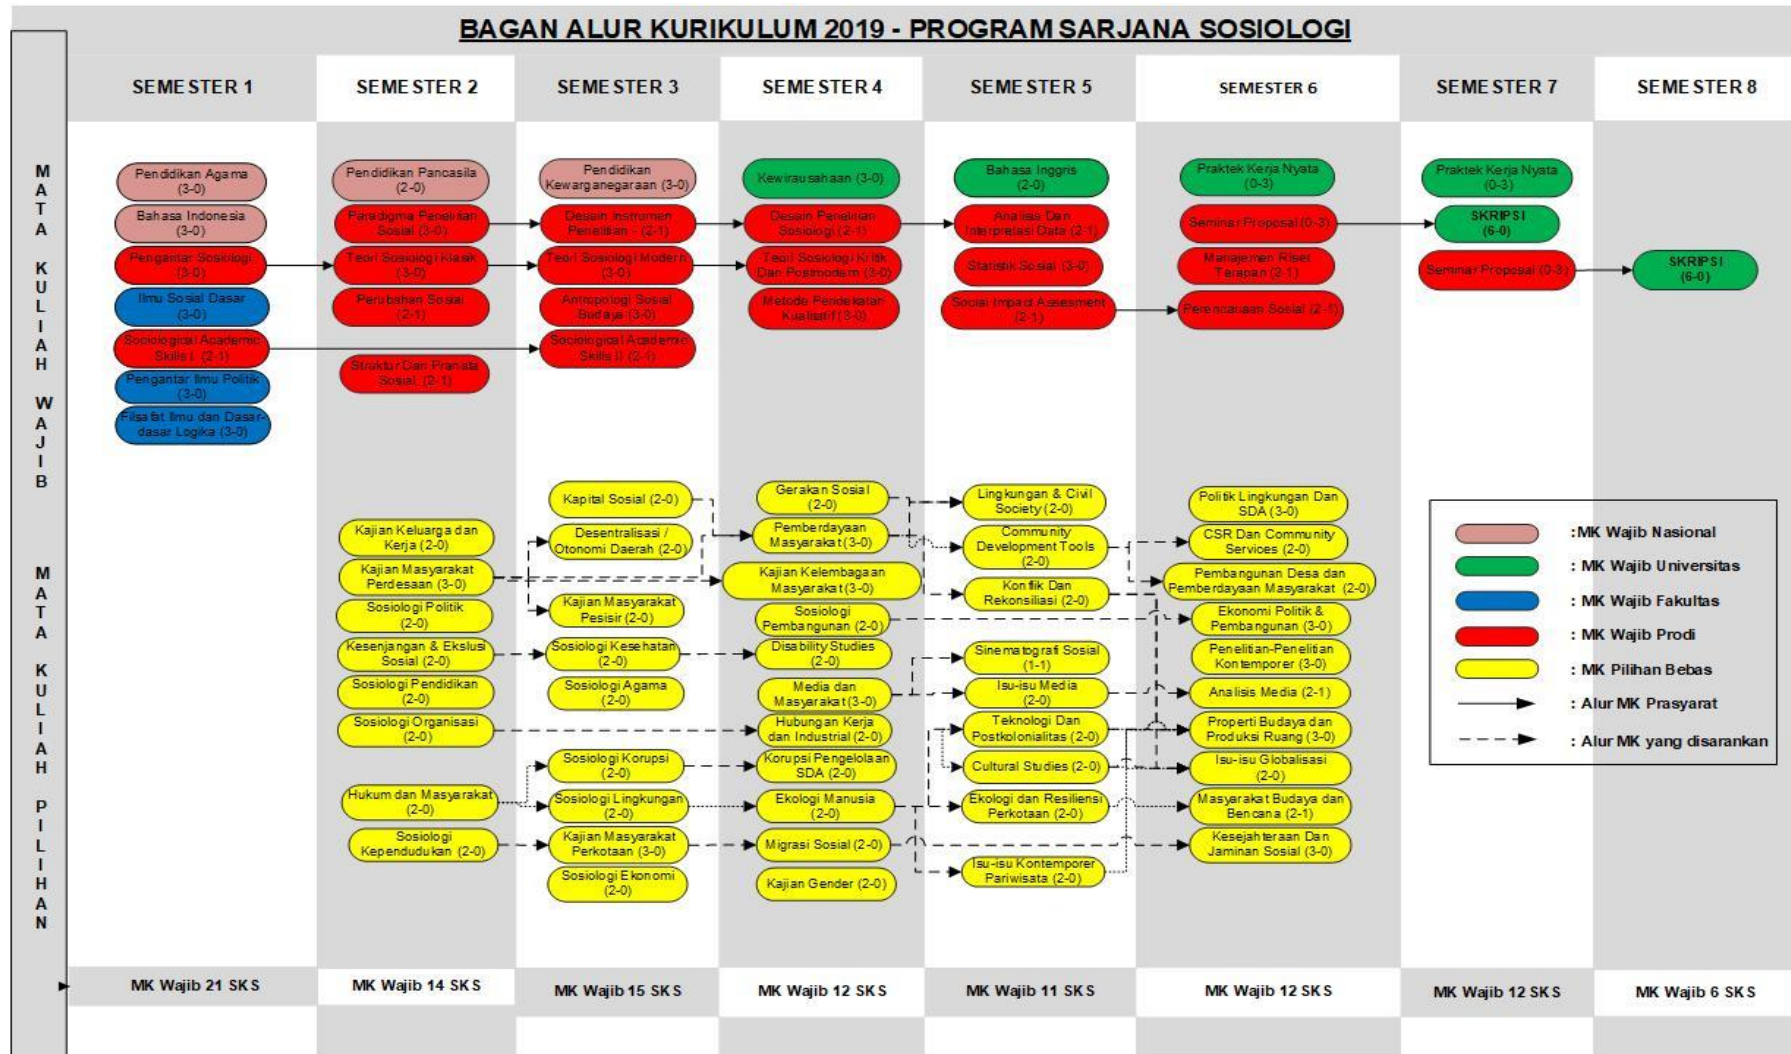 BAGAN ALUR KURIKULUM 2019 - PROGRAM SARJANA SOSIOLOGI
SEMESTER 1
SEMESTER 2
SEMESTER 3
SEMESTER 4
SEMESTER 5
SEMESTER 6
SEMESTER 7
SEMESTER 8
MATA KULIAH WAJIB
Pendidikan Agama
(3-0)
Bahasa Indonesia
(3-0)
Pengantar Sosiologi
(3-0)
Ilmu Sosial Dasar
(3-0)
Sociological Academic
Skills I (2-1)
Pengantar Ilmu Politik
(3-0)
Filsafat Ilmu dan Dasar-
dasar Logika (3-0)
Pendidikan Pancasila
(2-0)
Paradigma Penelitian
Sosial (3-0)
Teori Sosiologi Klasik
(3-0)
Perubahan Sosial
(2-1)
Struktur Dan Pranata
Sosial (2-1)
Pendidikan
Kewarganegaraan (3-0)
Desain Instrumen
Penelitian - (2-1)
Teori Sosiologi Modern
(3-0)
Antropologi Sosial
Budaya (3-0)
Sociological Academic
Skills II (2-1)
Kewirausahaan (3-0)
Desain Penelitian
Sosiologi (2-1)
Teori Sosiologi Kritik
Dan Postmodern (3-0)
Metode Pendekatan
Kualitatif (3-0)
Bahasa Inggris
(2-0)
Analisis Dan
Interpretasi Data (2-1)
Statistik Sosial (3-0)
Social Impact Assesment
(2-1)
Praktek Kerja Nyata
(0-3)
Seminar Proposal (0-3)
Manajemen Riset
Terapan (2-1)
Perencanaan Sosial (2-1)
Praktek Kerja Nyata
(0-3)
SKRIPSI
(6-0)
Seminar Proposal (0-3)
SKRIPSI
(6-0)
MATA KULIAH PILIHAN
Kajian Keluarga dan
Kerja (2-0)
Kajian Masyarakat
Perdesaan (3-0)
Sosiologi Politik
(2-0)
Kesenjangan & Ekslusi
Sosial (2-0)
Sosiologi Pendidikan
(2-0)
Sosiologi Organisasi
(2-0)
Hukum dan Masyarakat
(2-0)
Sosiologi
Kependudukan (2-0)
Kapital Sosial (2-0)
Desentralisasi /
Otonomi Daerah (2-0)
Kajian Masyarakat
Pesisir (2-0)
Sosiologi Kesehatan
(2-0)
Sosiologi Agama
(2-0)
Sosiologi Korupsi
(2-0)
Sosiologi Lingkungan
(2-0)
Kajian Masyarakat
Perkotaan (3-0)
Sosiologi Ekonomi
(2-0)
Gerakan Sosial
(2-0)
Pemberdayaan
Masyarakat (3-0)
Kajian Kelembagaan
Masyarakat (3-0)
Sosiologi
Pembangunan (2-0)
Disability Studies
(2-0)
Media dan
Masyarakat (3-0)
Hubungan Kerja
dan Industrial (2-0)
Korupsi Pengelolaan
SDA (2-0)
Ekologi Manusia
(2-0)
Migrasi Sosial (2-0)
Kajian Gender (2-0)
Lingkungan & Civil
Society (2-0)
Community
Development Tools
(2-0)
Konflik Dan
Rekonsiliasi (2-0)
Sinematografi Sosial
(1-1)
Isu-isu Media
(2-0)
Teknologi Dan
Postkolonialitas (2-0)
Cultural Studies (2-0)
Ekologi dan Resiliensi
Perkotaan (2-0)
Isu-isu Kontemporer
Pariwisata (2-0)
Politik Lingkungan Dan
SDA (3-0)
CSR Dan Community
Services (2-0)
Pembangunan Desa dan
Pemberdayaan Masyarakat (2-0)
Ekonomi Politik &
Pembangunan (3-0)
Penelitian-Penelitian
Kontemporer (3-0)
Analisis Media (2-1)
Properti Budaya dan
Produksi Ruang (3-0)
Isu-isu Globalisasi
(2-0)
Masyarakat Budaya dan
Bencana (2-1)
Kesejahteraan Dan
Jaminan Sosial (3-0)
:MK Wajib Nasional
: MK Wajib Universitas
: MK Wajib Fakultas
: MK Wajib Prodi
: MK Pilihan Bebas
: Alur MK Prasyarat
: Alur MK yang disarankan
MK Wajib 21 SKS
MK Wajib 14 SKS
MK Wajib 15 SKS
MK Wajib 12 SKS
MK Wajib 11 SKS
MK Wajib 12 SKS
MK Wajib 12 SKS
MK Wajib 6 SKS